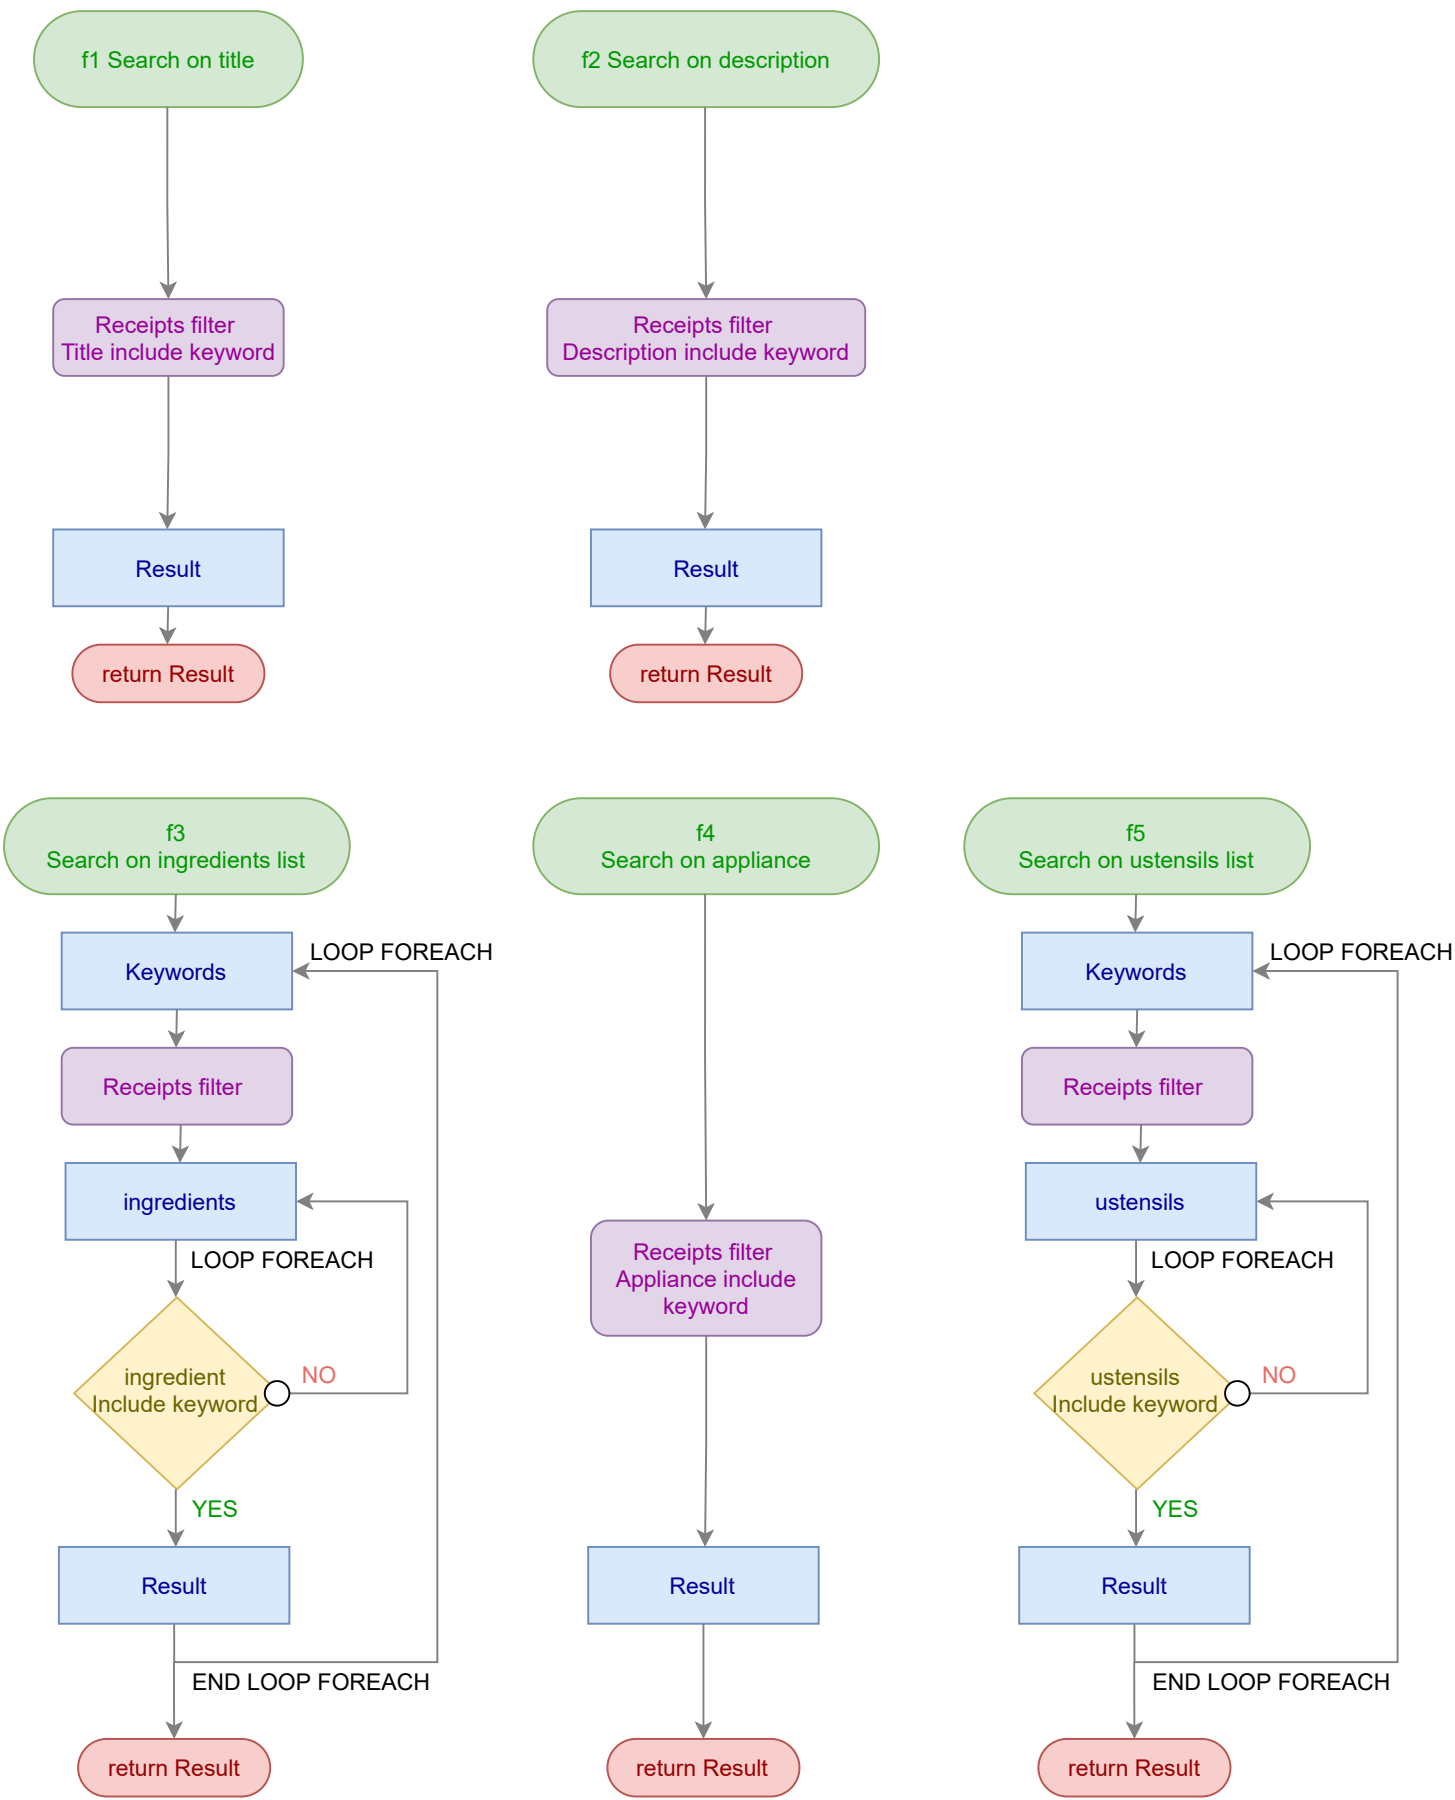 f1 Search on title
f2 Search on description
Receipts filter
Title include keyword
Receipts filter
Description include keyword
Result
Result
return Result
return Result
f3
Search on ingredients list
Keywords
LOOP FOREACH
Receipts filter
ingredients
LOOP FOREACH
ingredient
Include keyword
NO
YES
Result
END LOOP FOREACH
return Result
f4
Search on appliance
Receipts filter
Appliance include
keyword
Result
return Result
f5
Search on ustensils list
Keywords
LOOP FOREACH
Receipts filter
ustensils
LOOP FOREACH
ustensils
Include keyword
NO
YES
Result
END LOOP FOREACH
return Result